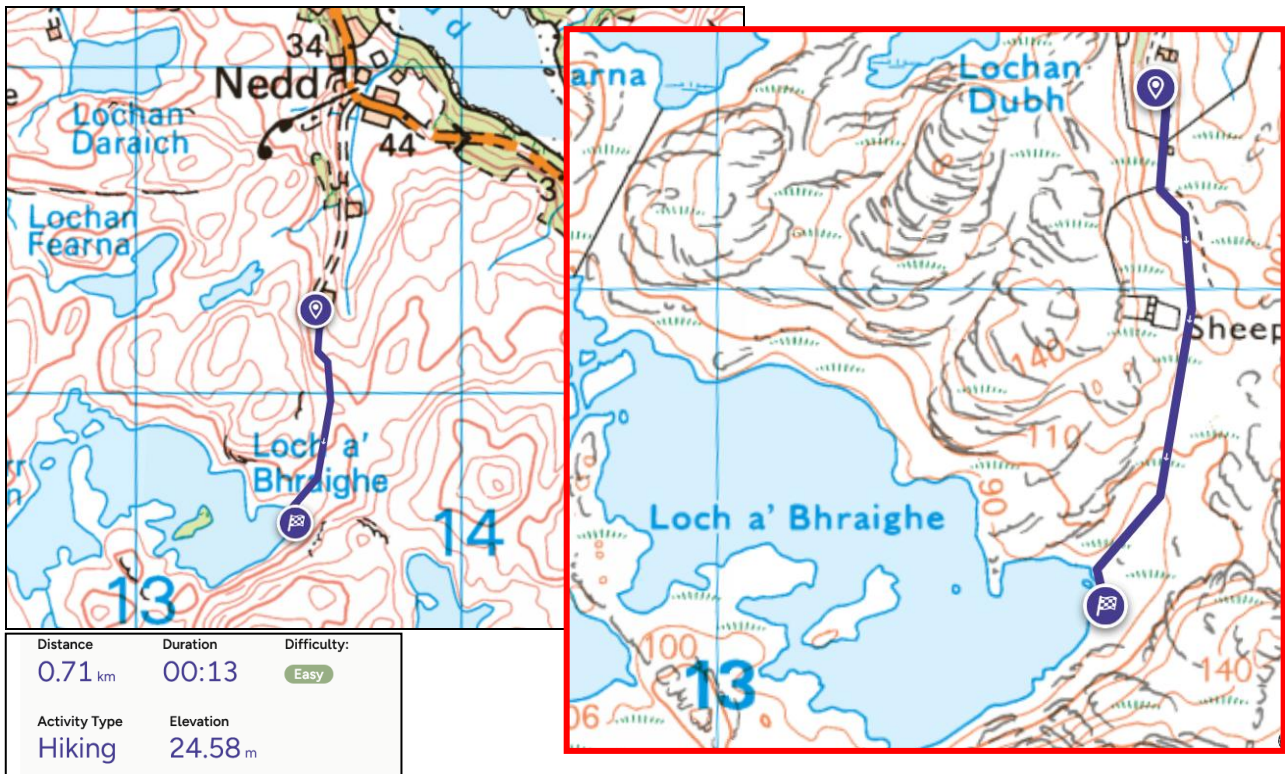 34
Nedd
Lochan
Daraich
44
Lochan
Fearna
3
Loch a'
Bhraighe
14
13
Distance
0.71 km
Duration
00:13
Difficulty:
Easy
Activity Type
Hiking
Elevation
24.58 m
arna
Lochan
Dubh
Sheep
140
110
90
Loch a' Bhraighe
100
13
140
06